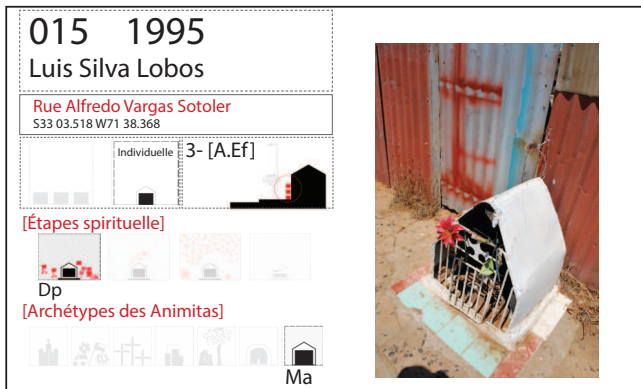 015 1995
Luis Silva Lobos
Rue Alfredo Vargas Sotoler
S33 03.518 W71 38.368
Individuelle
3- [A.Ef]
[Étapes spirituelle]
Dp
[Archétypes des Animitas]
Ma